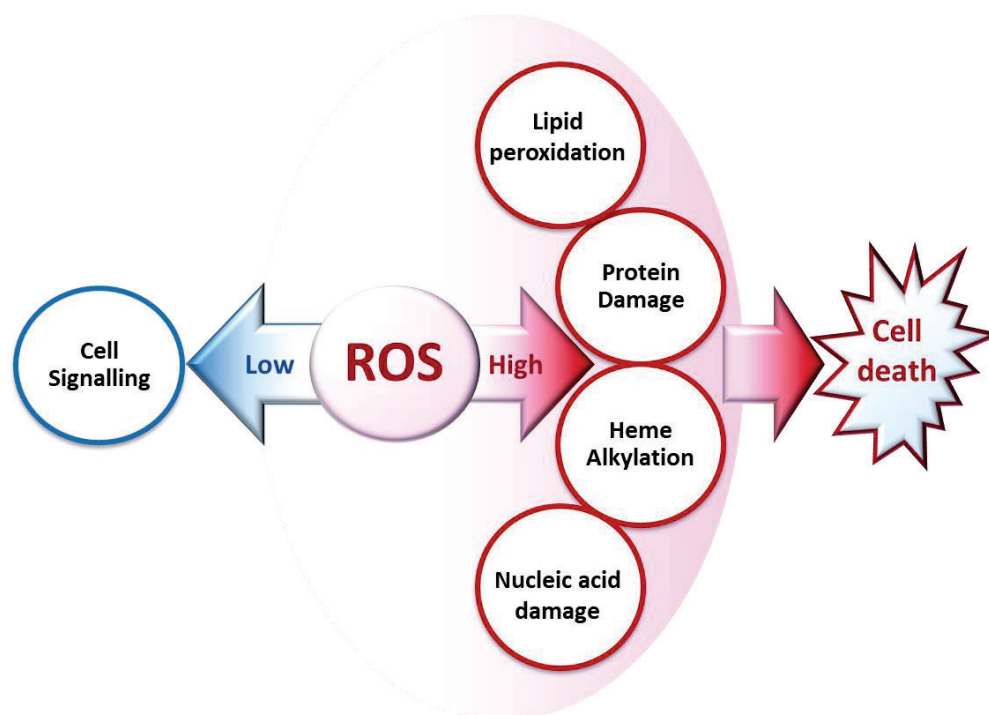 Lipid
peroxidation
Protein
Damage
Cell
Signalling
Low
ROS
High
Cell
death
Heme
Alkylation
Nucleic acid
damage